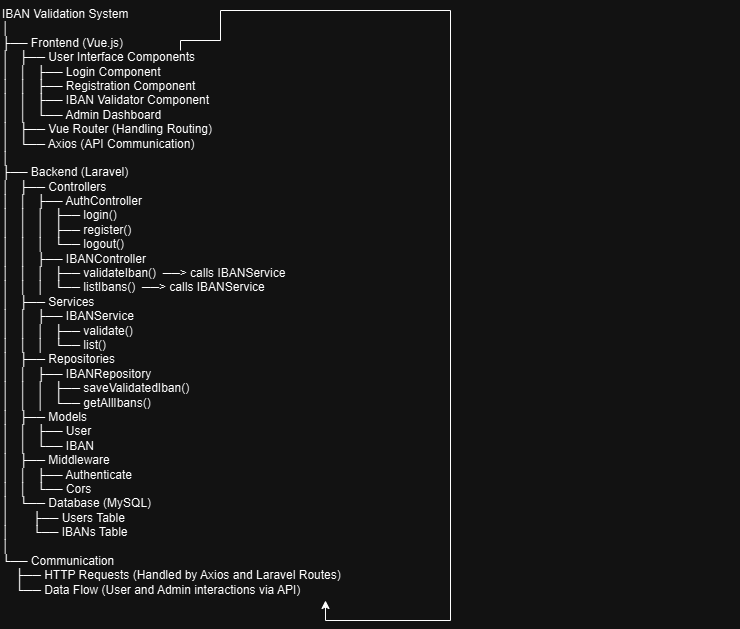 IBAN Validation System
Frontend (Vue.js)
User Interface Components
Login Component
Registration Component
IBAN Validator Component
Admin Dashboard
Vue Router (Handling Routing)
Axios (API Communication)
Backend (Laravel)
Controllers
AuthController
login()
register()
logout()
IBANController
validateIban() ──> calls IBANService
listIbans() ──> calls IBANService
Services
IBANService
validate()
list()
Repositories
IBANRepository
saveValidatedIban()
getAllIbans()
Models
User
IBAN
Middleware
Authenticate
Cors
Database (MySQL)
Users Table
IBANs Table
Communication
HTTP Requests (Handled by Axios and Laravel Routes)
Data Flow (User and Admin interactions via API)